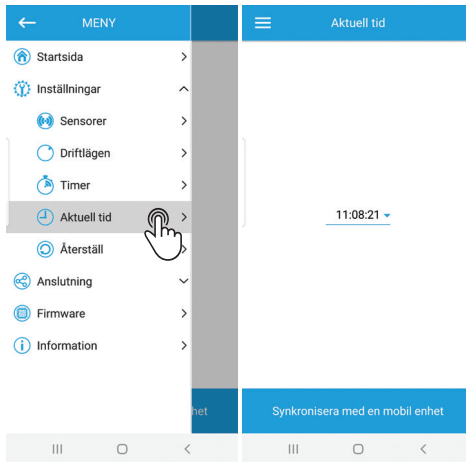 MENY
Startsida
Inställningar
Sensorer
Driftlägen
Timer
Aktuell tid
Återställ
Anslutning
Firmware
Information
het
Aktuell tid
11:08:21
Synkronisera med en mobil enhet